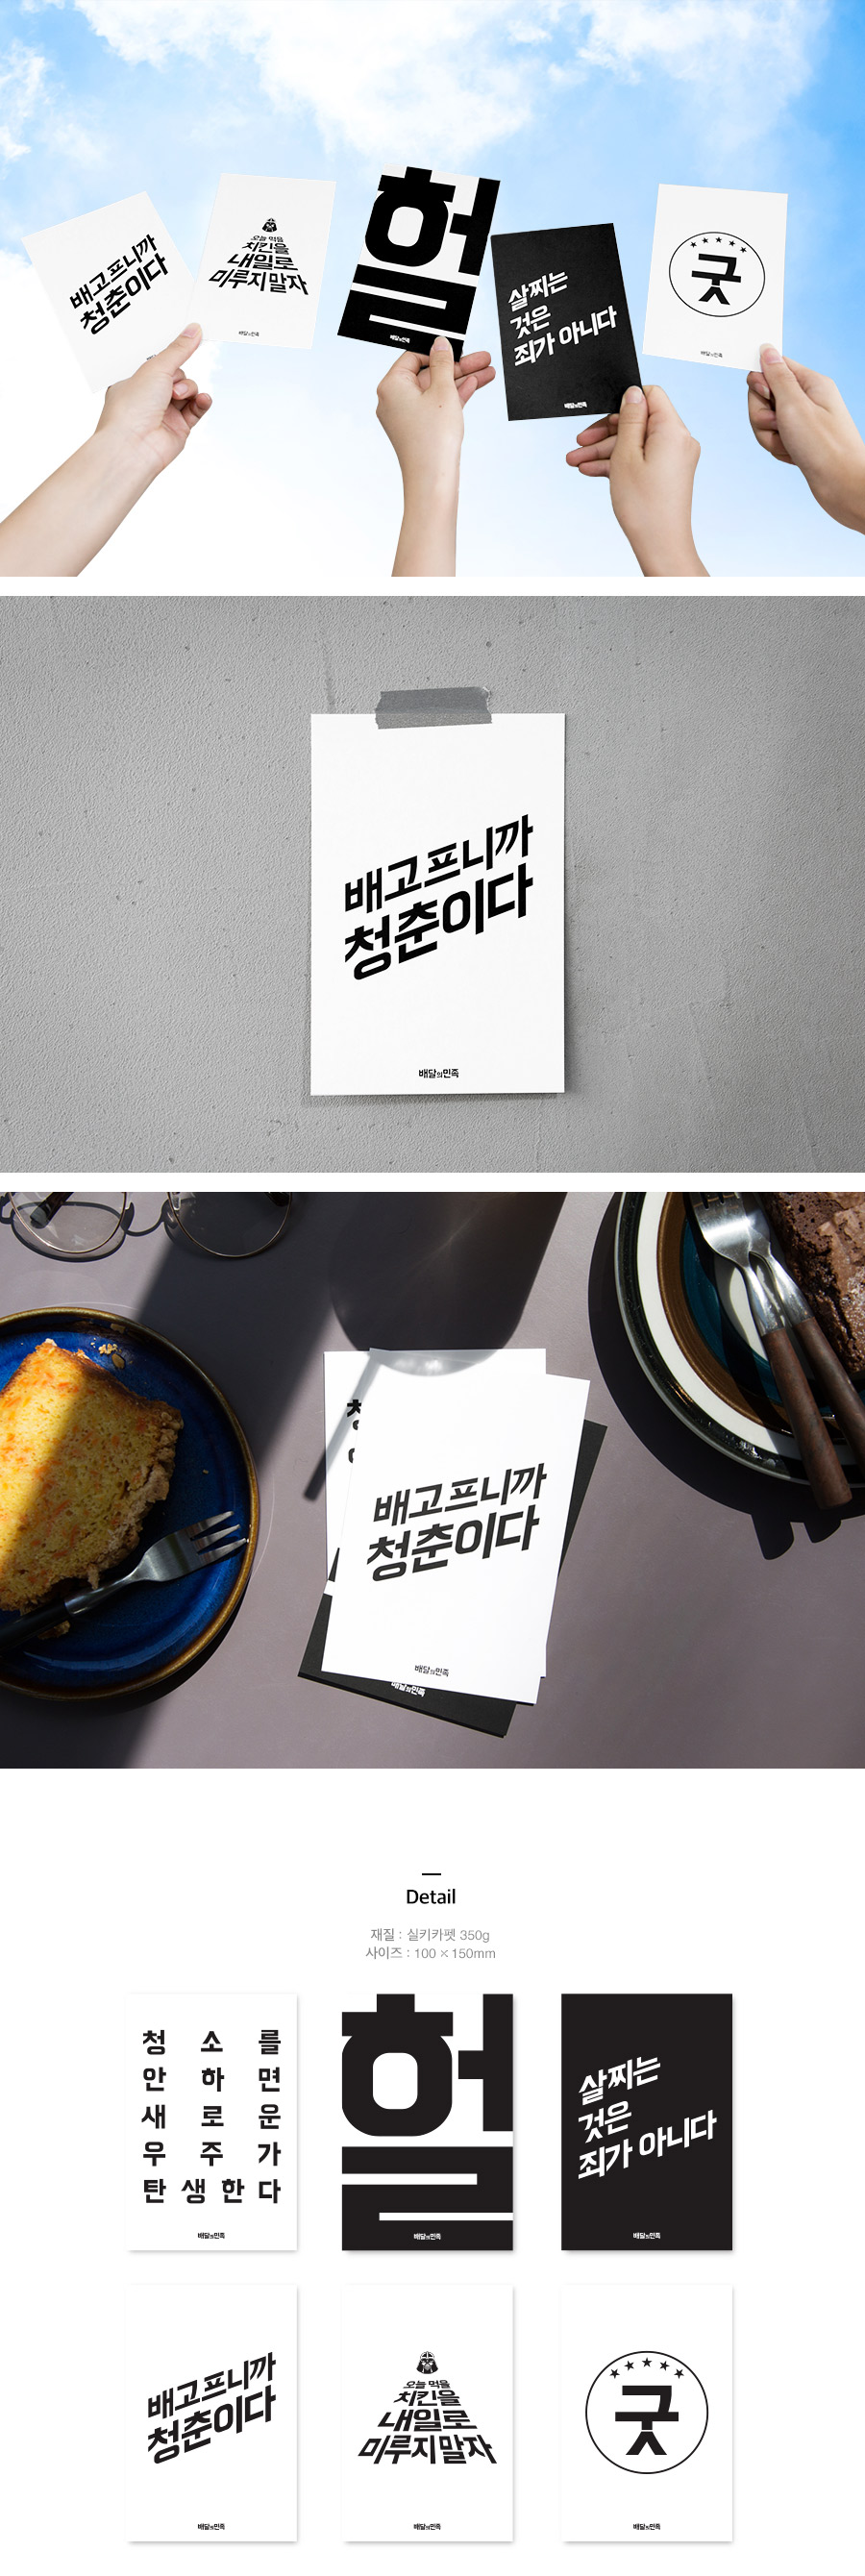 배고프니까
청춘이다
오늘 먹을
치킨을
내일로
미루지 말자
배달의민족
헐
배달의민족
살찌는
것은
죄가 아니다
배달의민족
굿
배달의민족
배고프니까
청춘이다
배달의민족
배고프니까
청춘이다
배달의민족
배달의민족
Detail
재질 : 실키카펫 350g
사이즈 : 100 × 150mm
청 소 를
안 하 면
새 로 운
우 주 가
탄 생 한 다
배달의민족
헐
배달의민족
살찌는
것은
죄가 아니다
배달의민족
배고프니까
청춘이다
배달의민족
오늘 먹을
치킨을
내일로
미루지 말자
배달의민족
굿
배달의민족